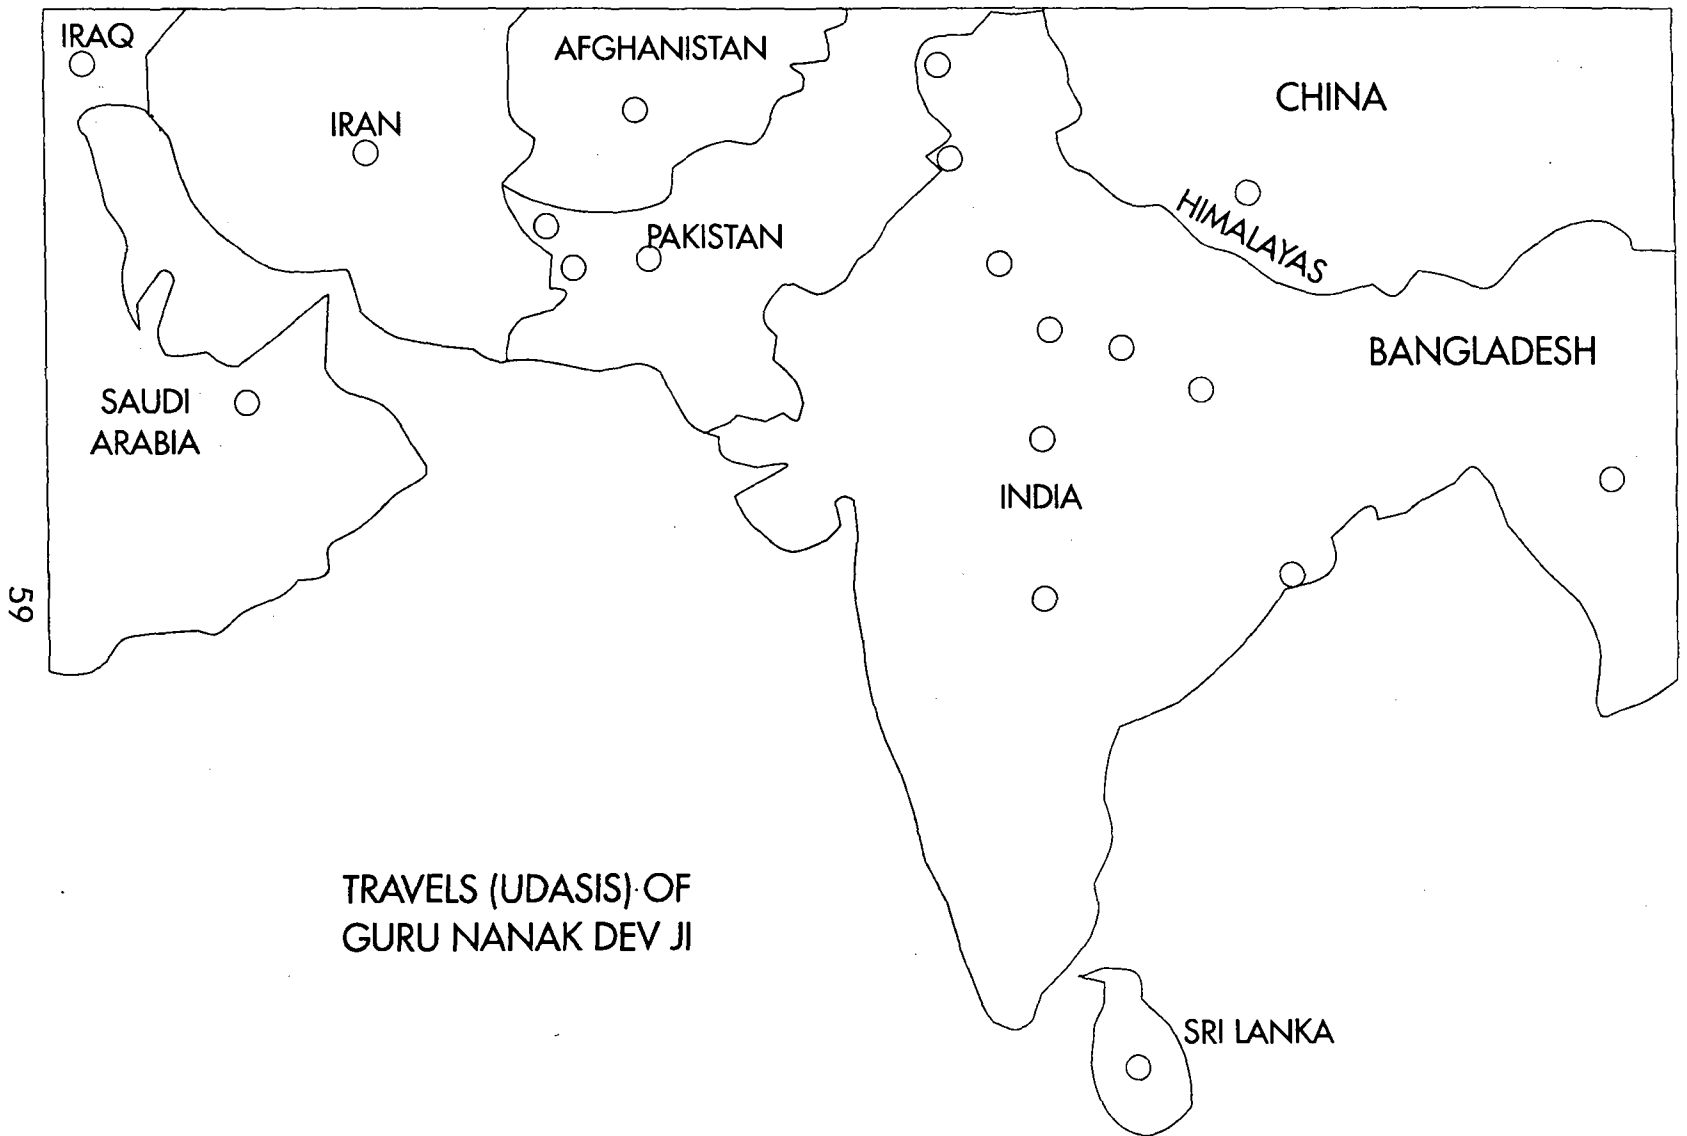 IRAQ
AFGHANISTAN
CHINA
IRAN
HIMALAYAS
PAKISTAN
BANGLADESH
SAUDI
ARABIA
INDIA
59
TRAVELS (UDASIS) OF
GURU NANAK DEV JI
SRI LANKA